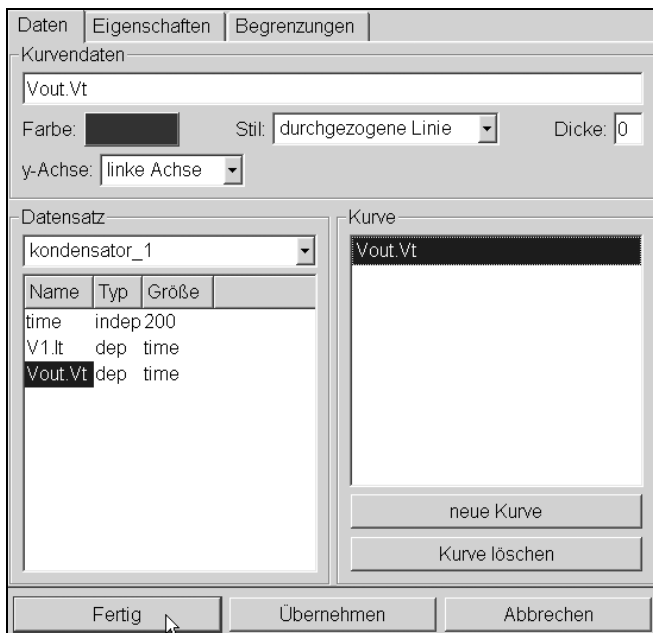 Daten Eigenschaften Begrenzungen
Kurvendaten
Vout.Vt
Farbe: Stil: durchgezogene Linie Dicke: 0
y-Achse: linke Achse
Datensatz
kondensator_1
Name Typ Größe
time indep 200
V1.It dep time
Vout.Vt dep time
Kurve
Vout.Vt
neue Kurve
Kurve löschen
Fertig Übernehmen Abbrechen